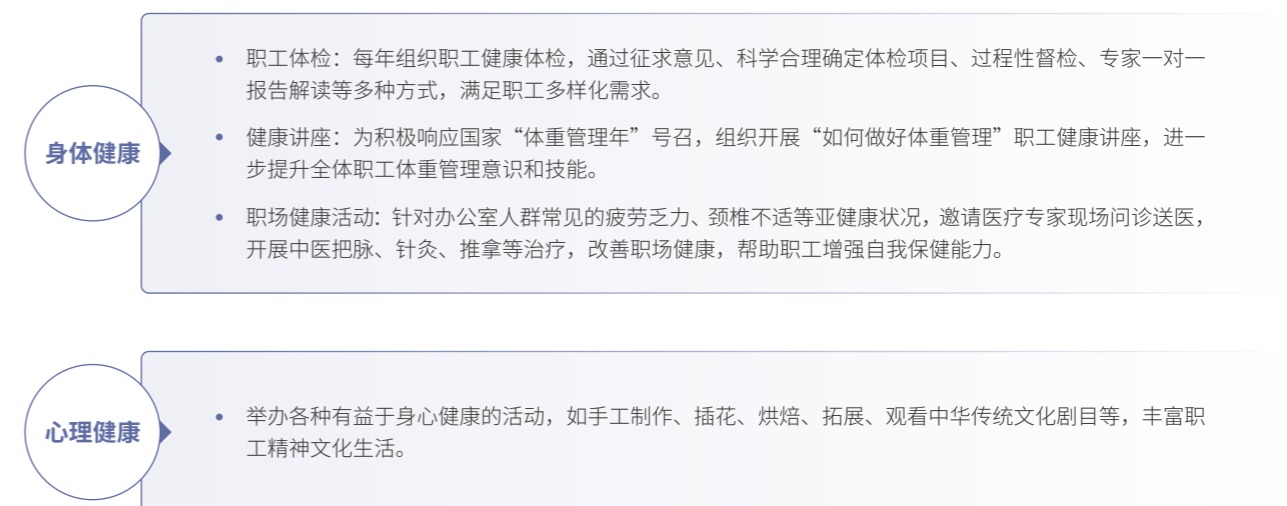 身体健康
职工体检：每年组织职工健康体检，通过征求意见、科学合理确定体检项目、过程性督检、专家一对一
报告解读等多种方式，满足职工多样化需求。
健康讲座：为积极响应国家“体重管理年”号召，组织开展“如何做好体重管理”职工健康讲座，进一
步提升全体职工体重管理意识和技能。
职场健康活动：针对办公室人群常见的疲劳乏力、颈椎不适等亚健康状况，邀请医疗专家现场问诊送医，
开展中医把脉、针灸、推拿等治疗，改善职场健康，帮助职工增强自我保健能力。
心理健康
举办各种有益于身心健康的活动，如手工制作、插花、烘焙、拓展、观看中华传统文化剧目等，丰富职
工精神文化生活。